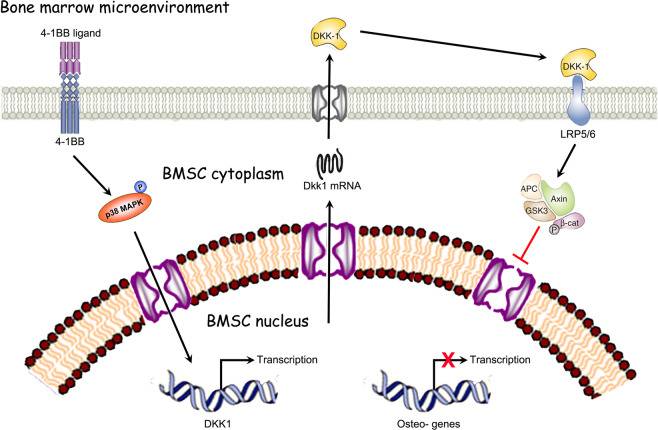 Bone marrow microenvironment
4-1BB ligand
DKK-1
DKK-1
4-1BB
LRP5/6
BMSC cytoplasm
Dkk1 mRNA
P
p38 MAPK
APC
Axin
GSK3
β-cat
P
BMSC nucleus
Transcription
X
Transcription
DKK1
Osteo- genes